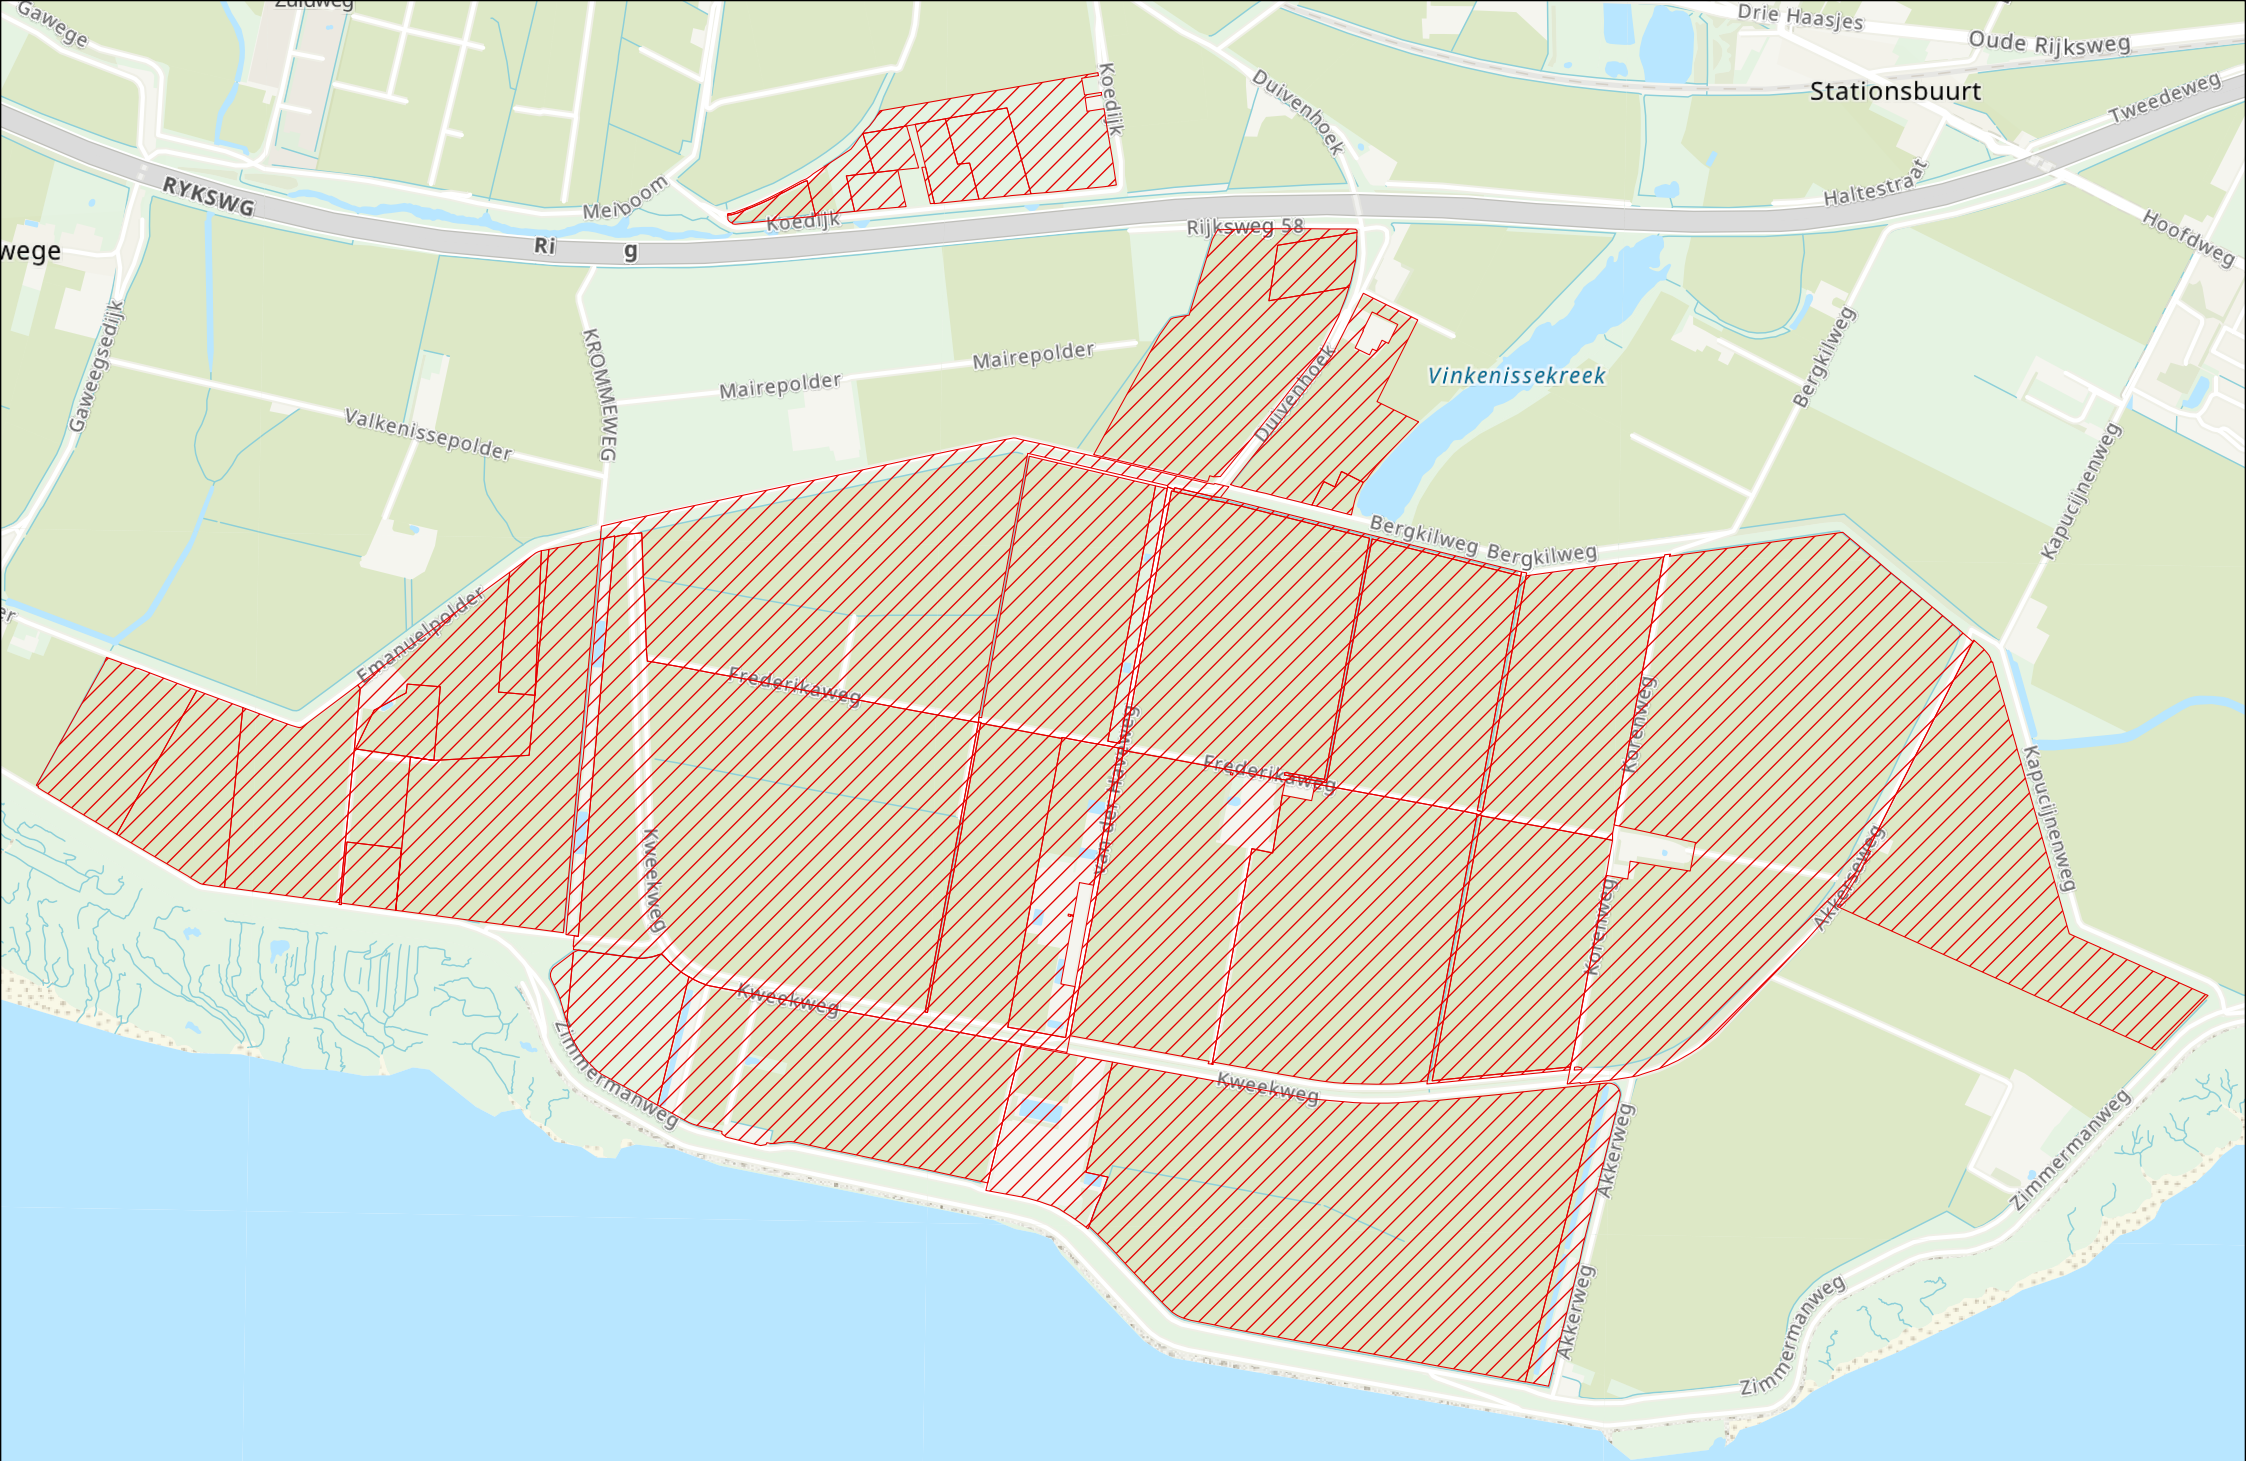 Zuidweg
Gawege
Drie Haasjes
Oude Rijksweg
Stationsbuurt
Tweedeweg
Koedijk
Duivenhoek
Haltestraat
Hoofdweg
RYKSWG
Meiboom
Koedijk
Rijksweg 58
Ri
g
wege
Gaweegsedijk
KROMMEWEG
Mairepolder
Mairepolder
Valkenissepolder
Duivenhoek
Vinkenissekreek
Bergkilweg
Kapucijnenweg
Bergkilweg
Bergkilweg
er
Emanuelpolder
Frederikaweg
Frederikaweg
Korenweg
Kapucijnenweg
Kweekweg
Akkerseweg
Korenweg
Kweekweg
Zimmermanweg
Kweekweg
Akkerweg
Zimmermanweg
Akkerweg
Zimmermanweg